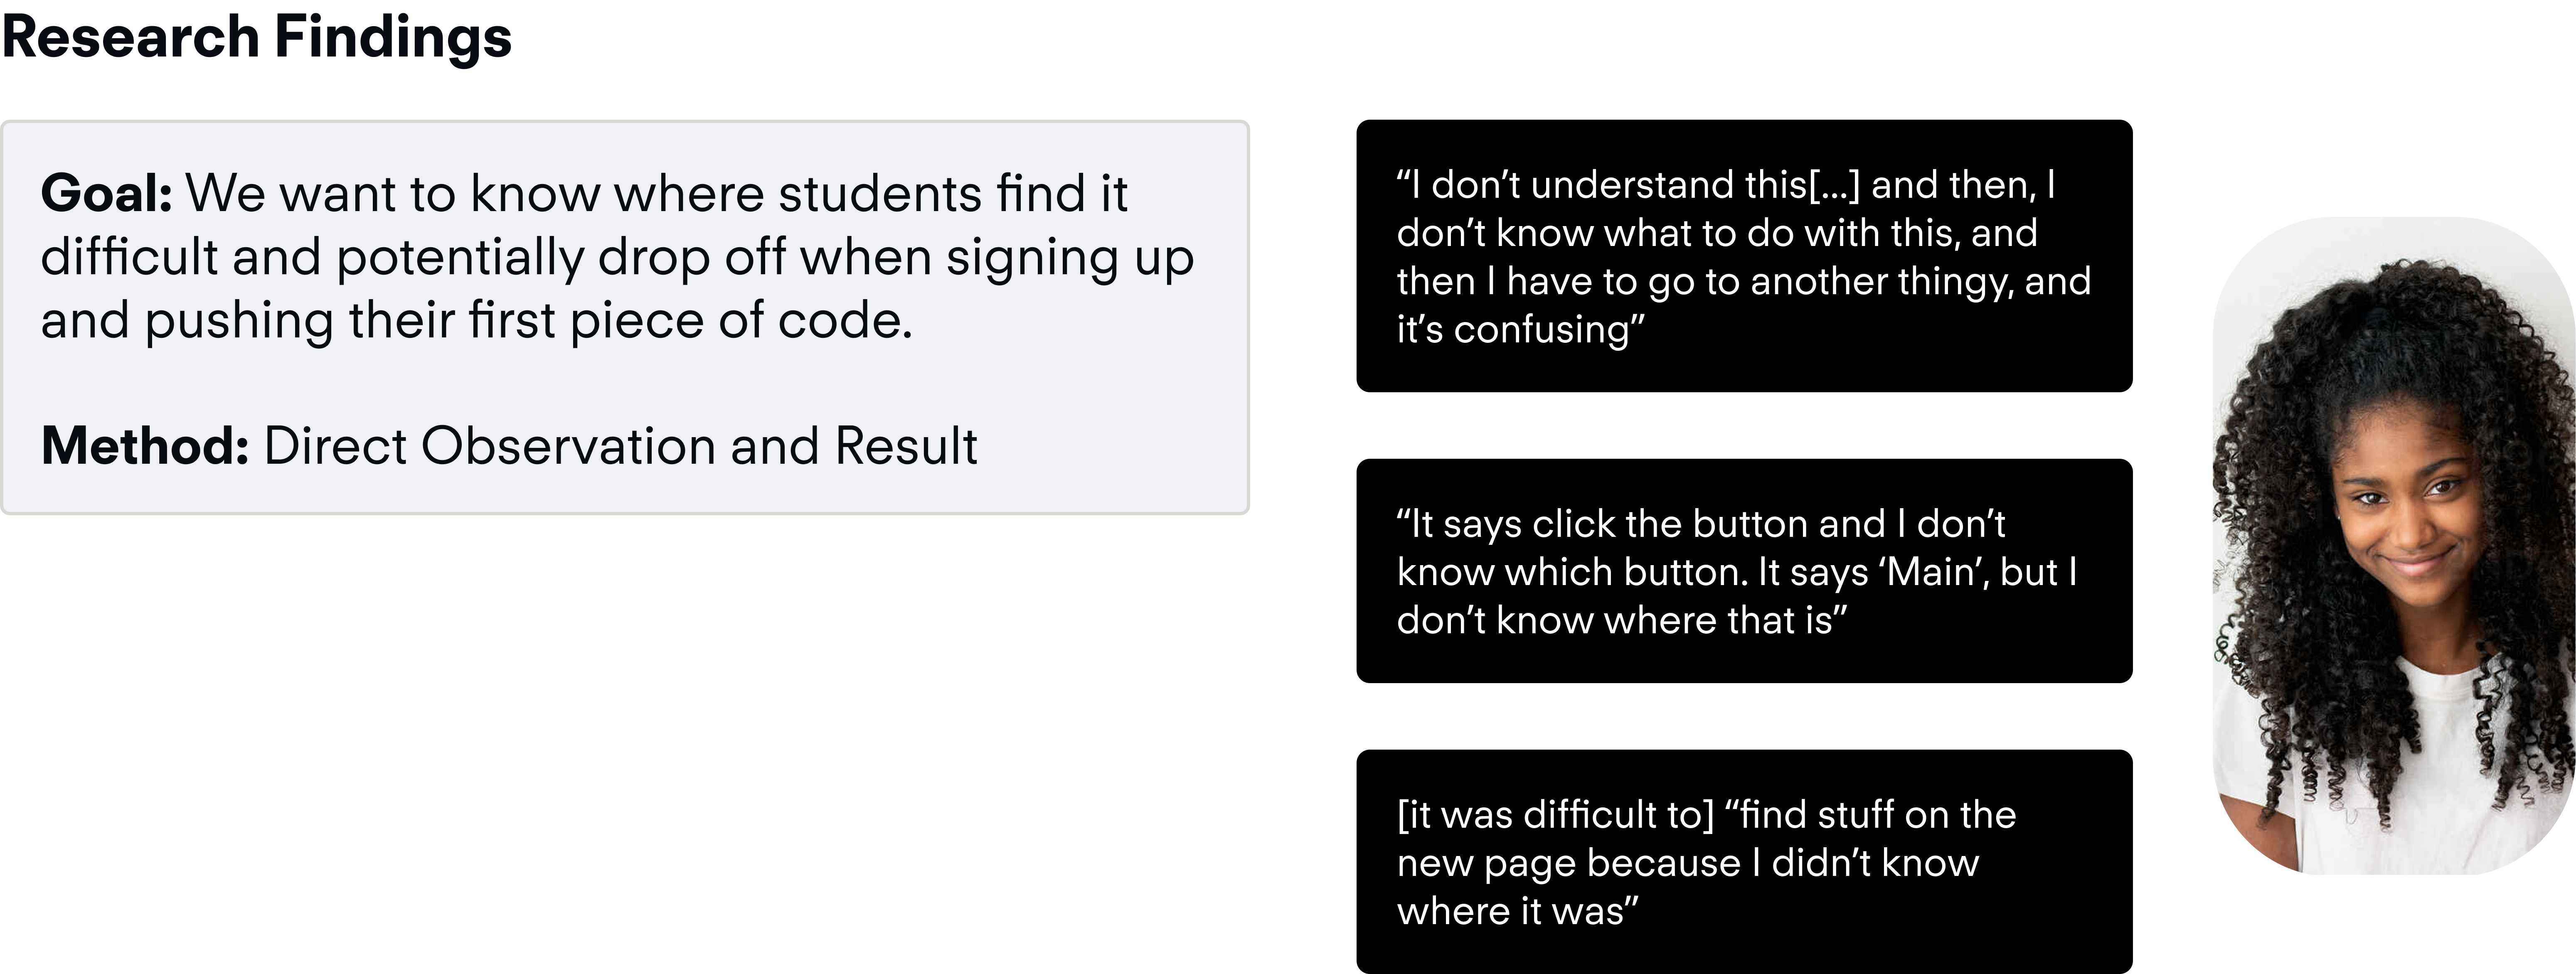 Research Findings
Goal: We want to know where students find it
difficult and potentially drop off when signing up
and pushing their first piece of code.
Method: Direct Observation and Result
“I don’t understand this[...] and then, I
don’t know what to do with this, and
then I have to go to another thingy, and
it’s confusing”
“It says click the button and I don’t
know which button. It says ‘Main’, but I
don’t know where that is”
[it was difficult to] “find stuff on the
new page because I didn’t know
where it was”